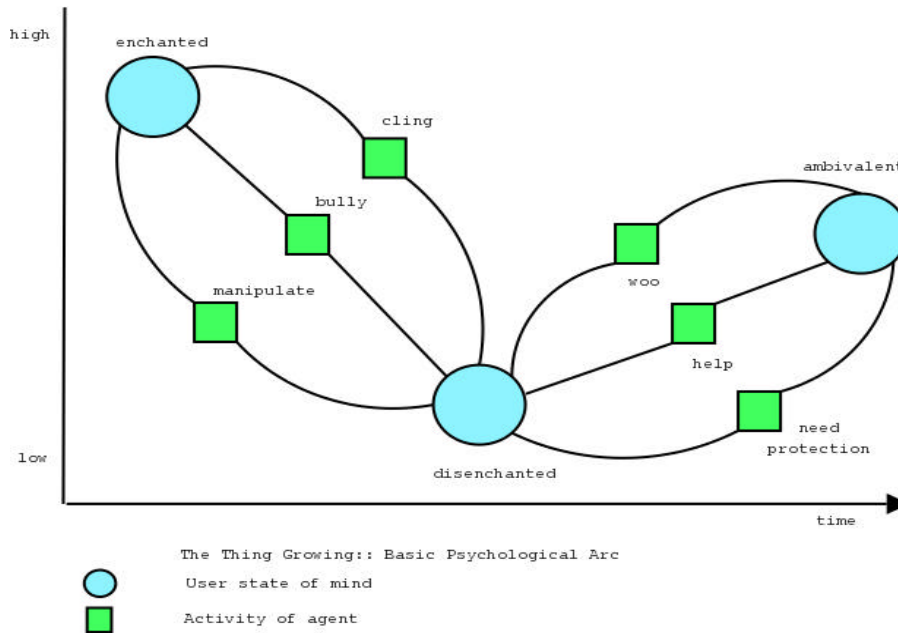 high
enchanted
cling
ambivalent
bully
woo
manipulate
help
need
protection
low
disenchanted
time
The Thing Growing:: Basic Psychological Arc
User state of mind
Activity of agent